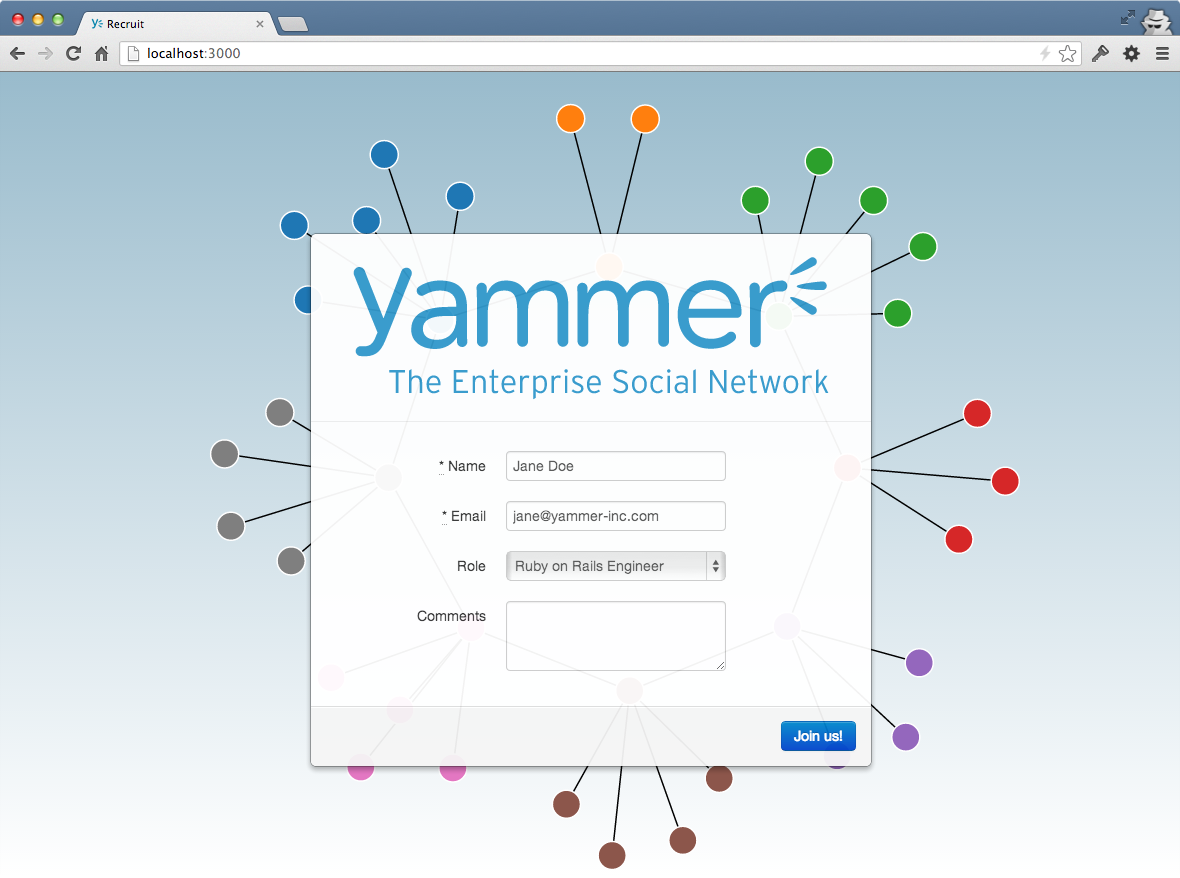 Recruit
localhost:3000
yammer
The Enterprise Social Network
* Name
Jane Doe
* Email
jane@yammer-inc.com
Role
Ruby on Rails Engineer
Comments
Join us!